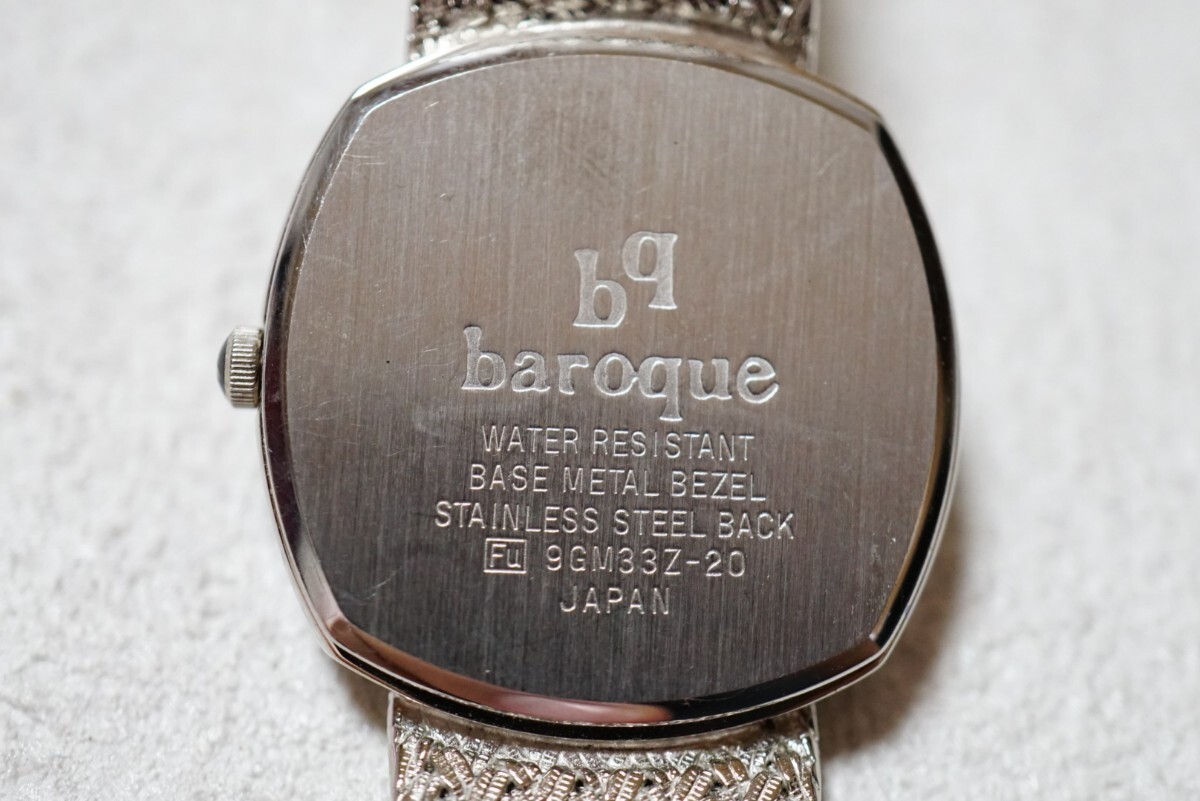 bq
baroque
WATER RESISTANT
BASE METAL BEZEL
STAINLESS STEEL BACK
Fu 9GM33Z-20
JAPAN